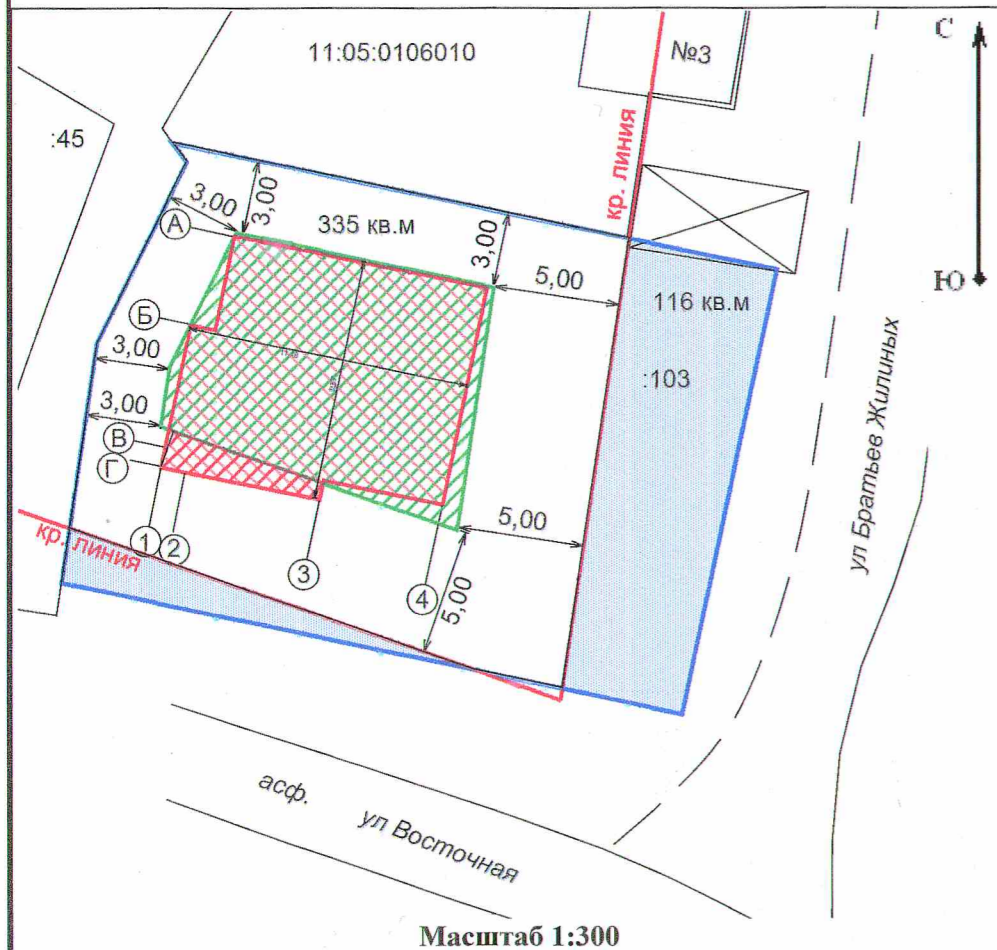 С
№3
11:05:0106010
:45
кр. линия
3,00
3,00
А
335 кв.м
3,00
5,00
Ю
116 кв.м
Б
:103
3,00
3,00
В
Г
кр. линия
1
2
3
4
5,00
5,00
ул Братьев Жилиных
асф.
ул Восточная
Масштаб 1:300